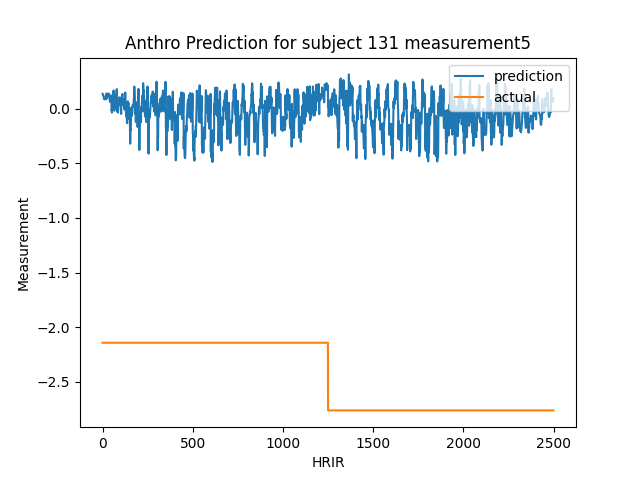 Anthro Prediction for subject 131 measurement5
prediction
actual
Measurement
0.0
−0.5
−1.0
−1.5
−2.0
−2.5
0 500 1000 1500 2000 2500
HRIR